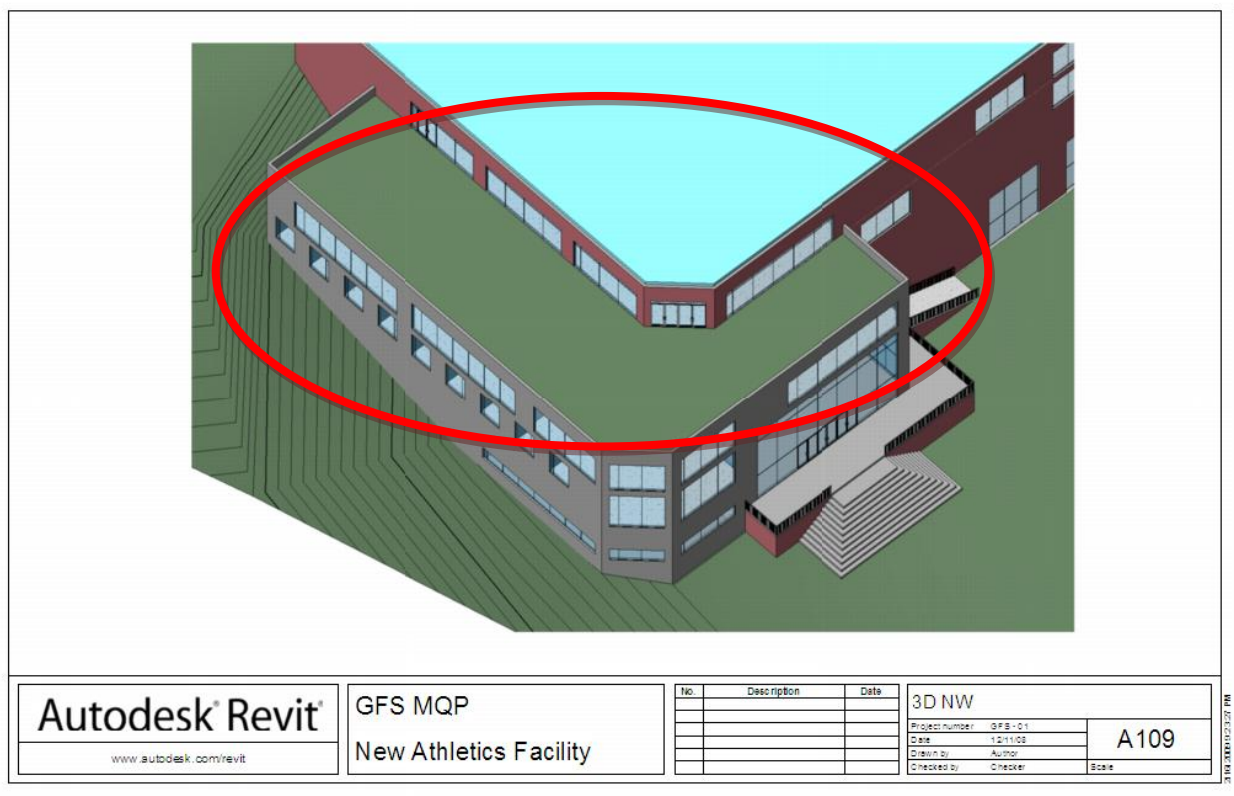 Autodesk® Revit®
www.autodesk.com/revit
GFS MQP
New Athletics Facility
No. Description Date
3D NW
Project number GFS - 01
Date 12/11/08
Drawn by Author
Checked by Checker
A109
Scale